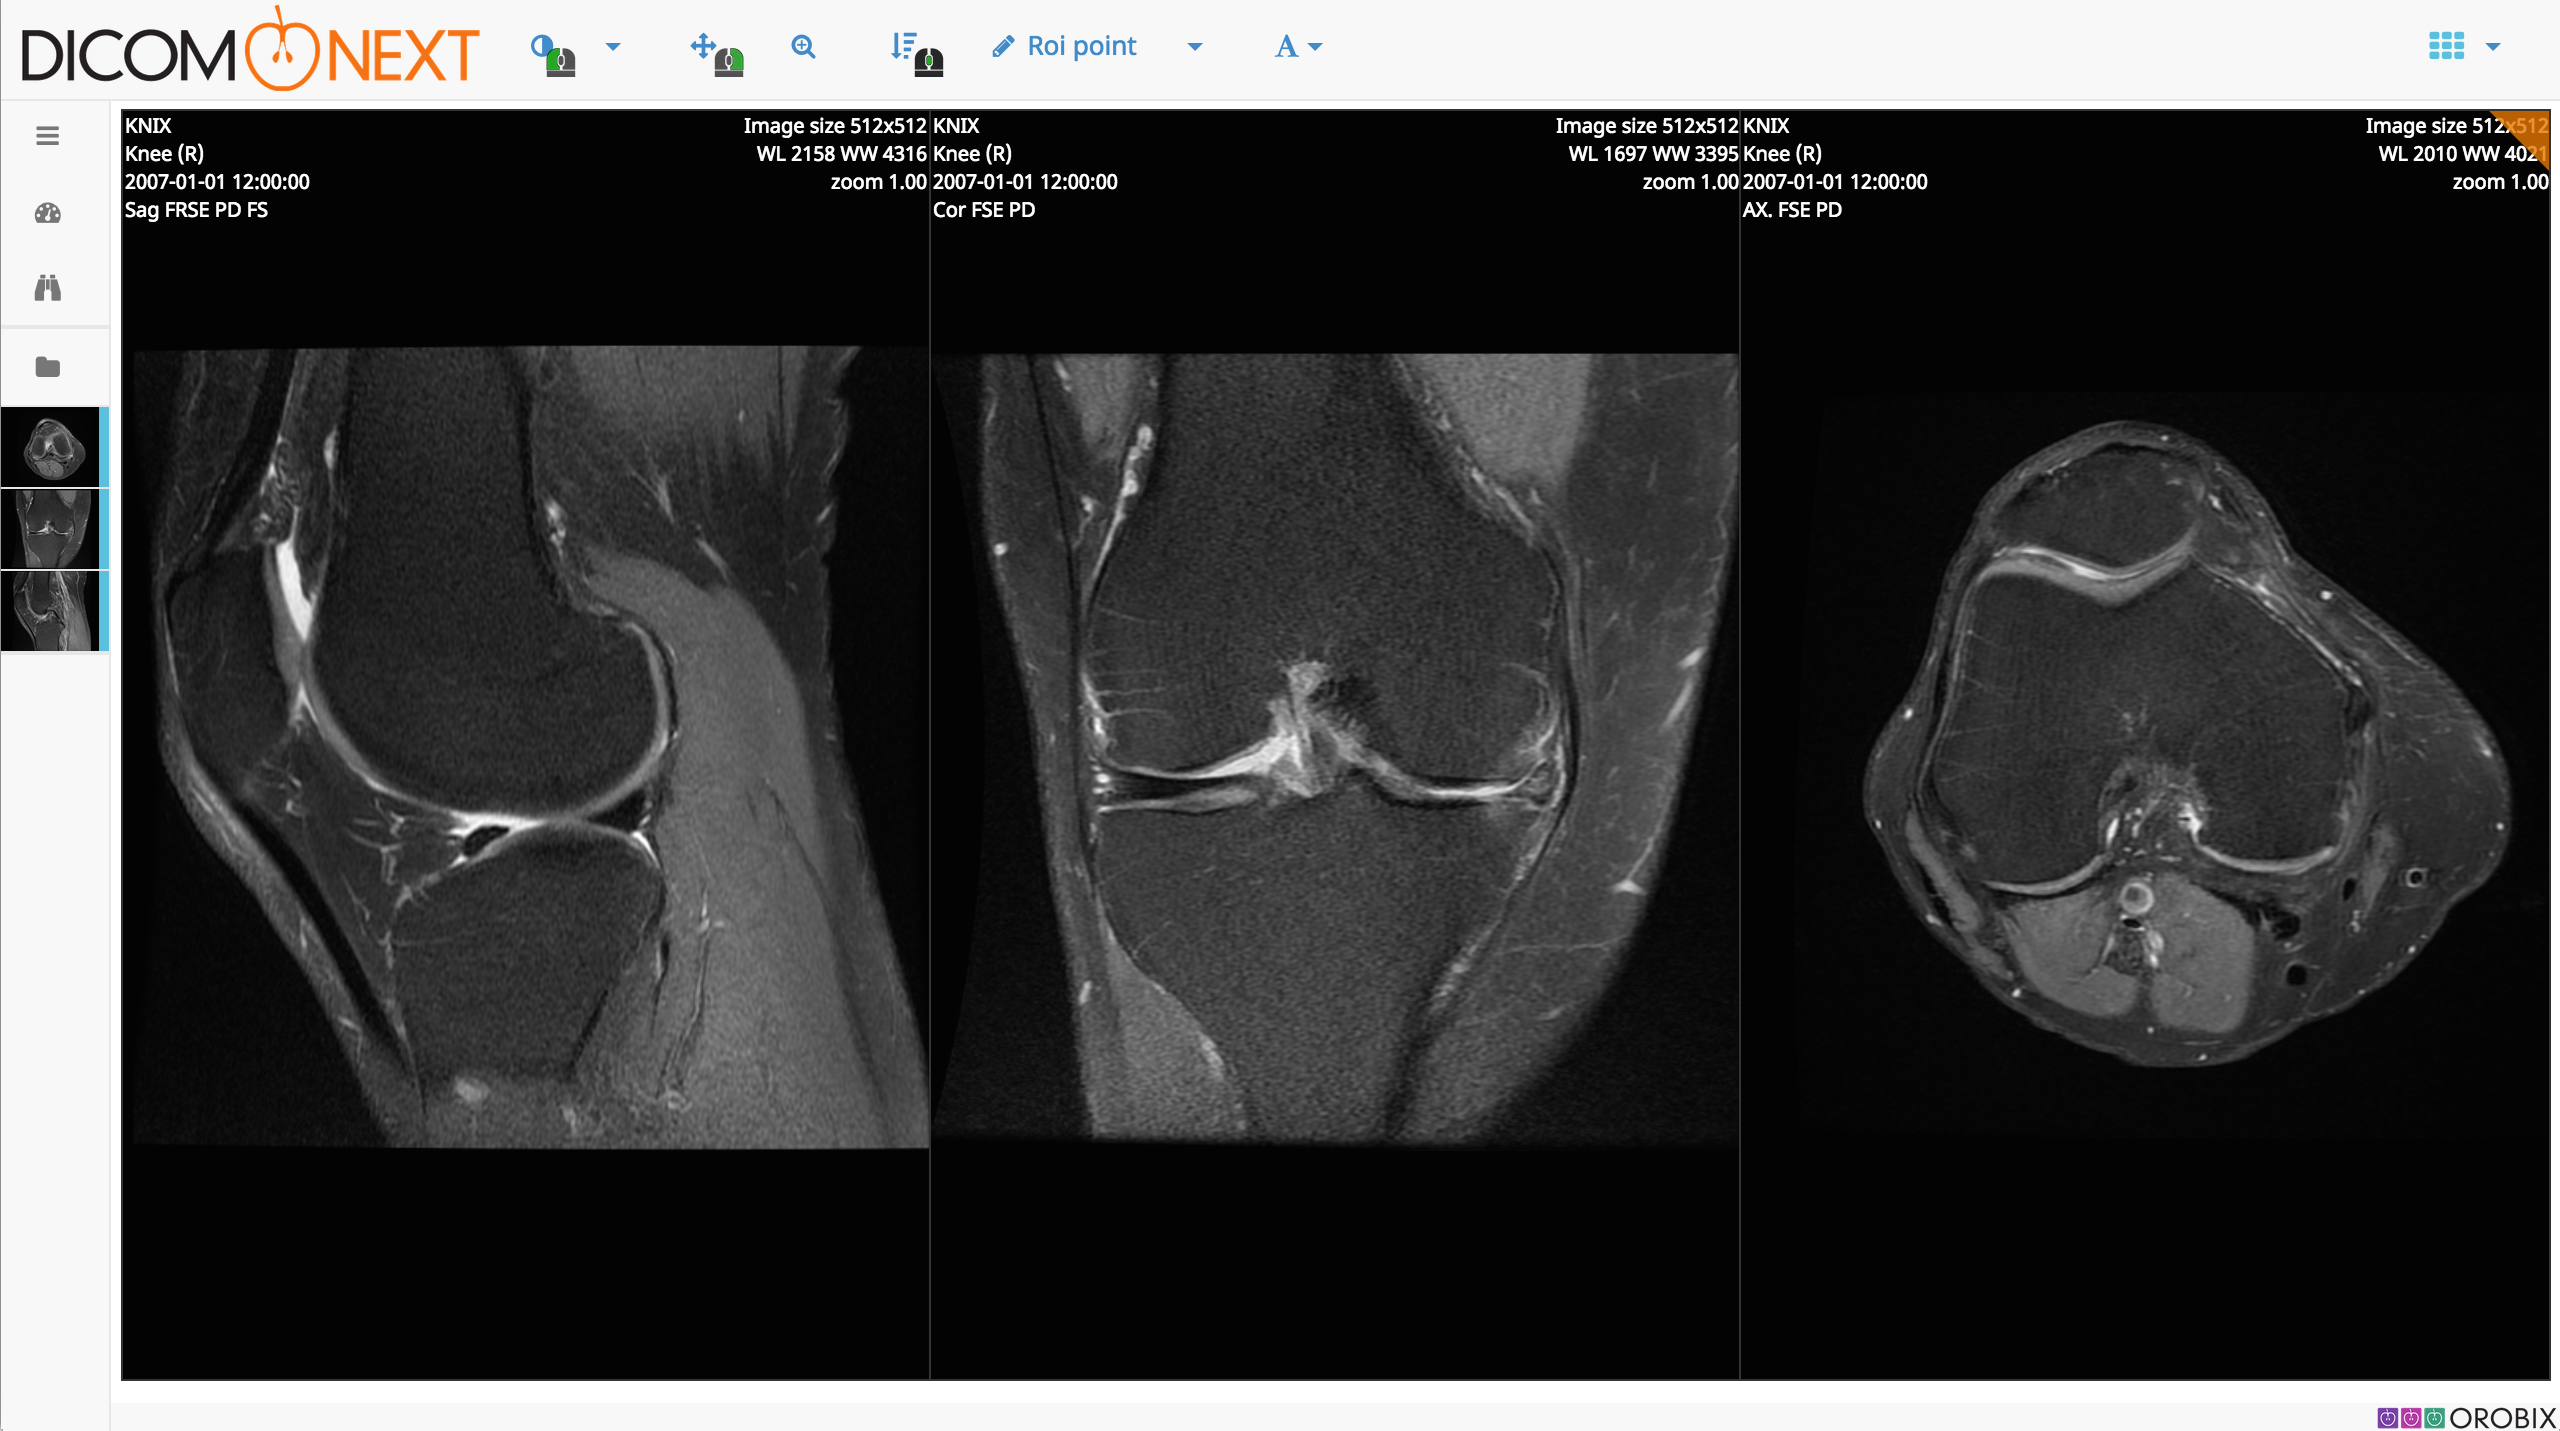 DICOM NEXT
Roi point
A
KNIX
Knee (R)
2007-01-01 12:00:00
Sag FRSE PD FS
Image size 512x512
WL 2158 WW 4316
zoom 1.00
KNIX
Knee (R)
2007-01-01 12:00:00
Cor FSE PD
Image size 512x512
WL 1697 WW 3395
zoom 1.00
KNIX
Knee (R)
2007-01-01 12:00:00
AX. FSE PD
Image size 512x512
WL 2010 WW 4021
zoom 1.00
OROBIX